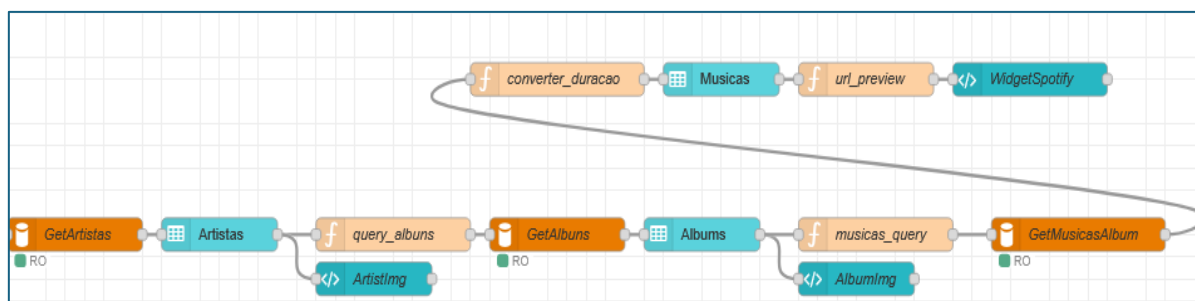 converter_duracao
Musicas
url_preview
WidgetSpotify
GetArtistas
Artistas
query_albuns
GetAlbuns
Albums
musicas_query
GetMusicasAlbum
RO
ArtistImg
RO
AlbumImg
RO